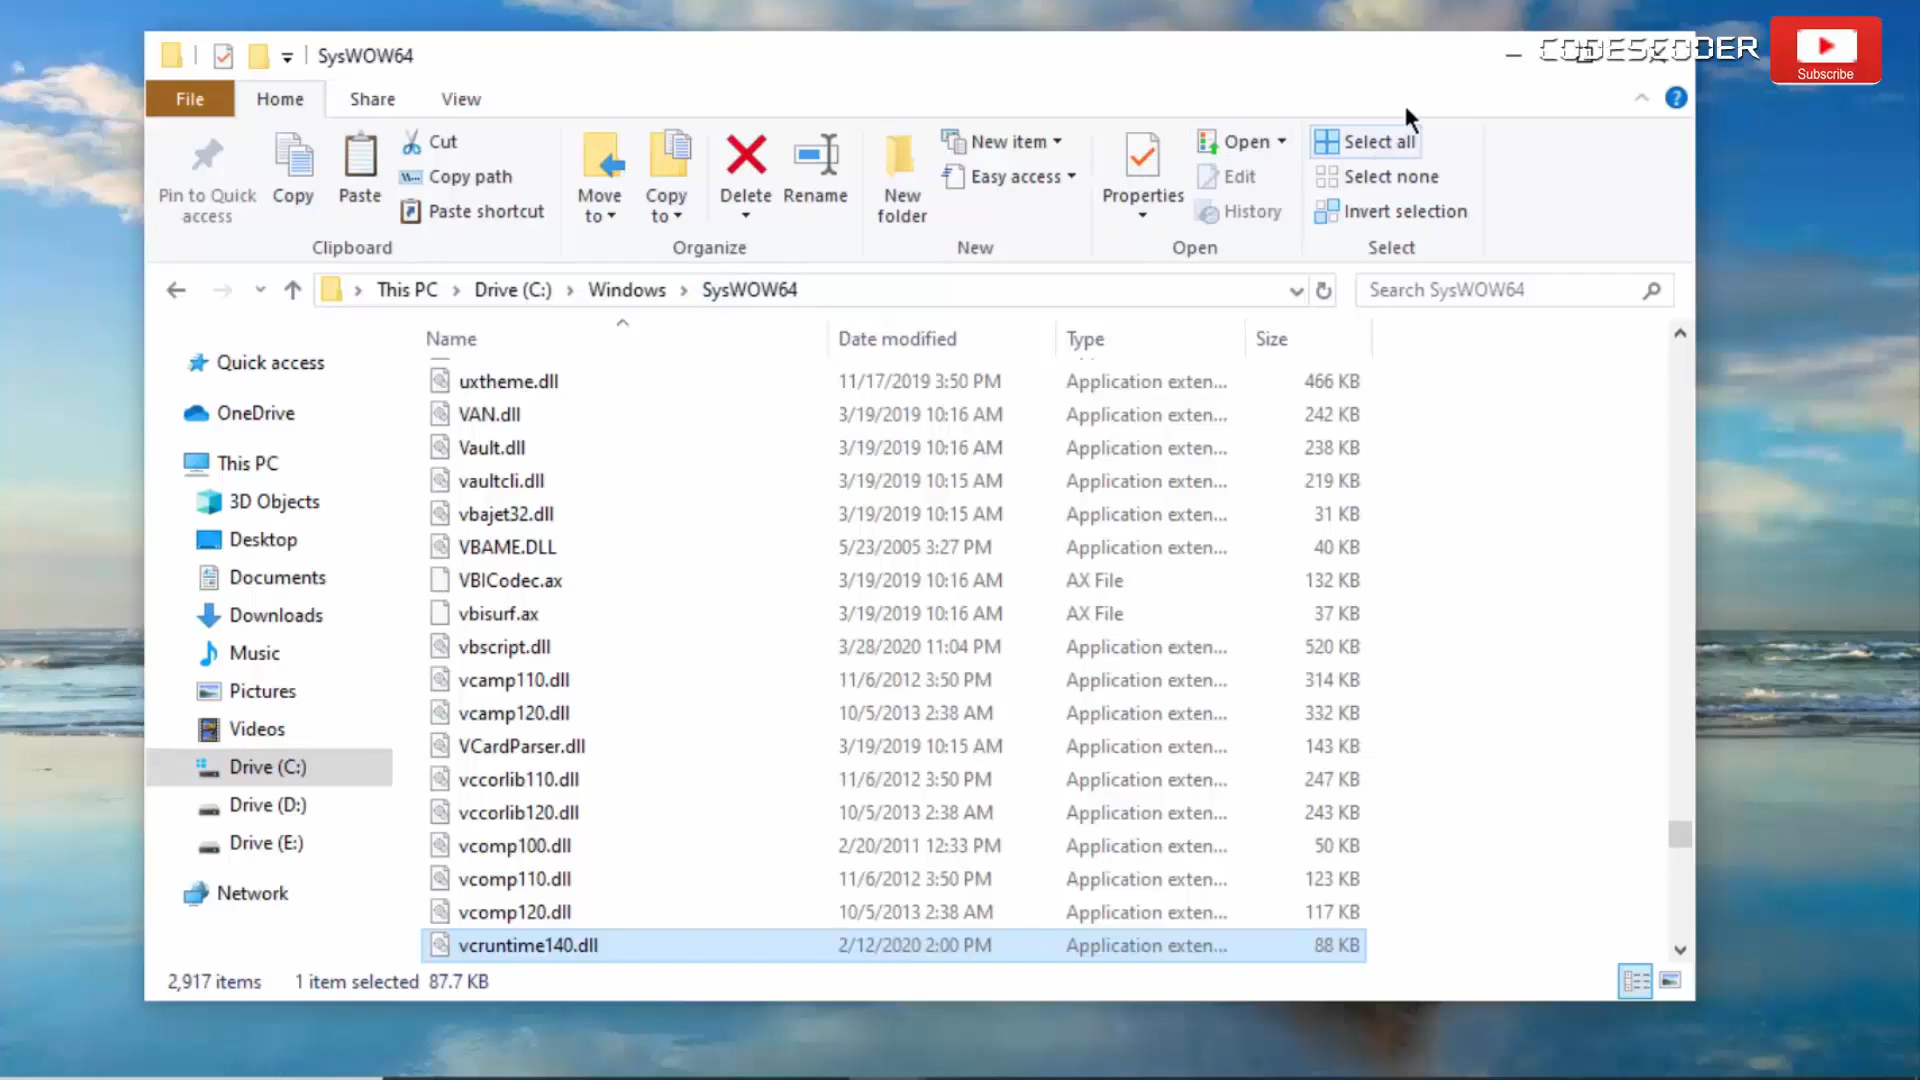 SysWOW64
CODESCODER
Subscribe
File Home Share View
Pin to Quick access
Copy
Paste
Cut
Copy path
Paste shortcut
Clipboard
Move to
Copy to
Delete
Rename
Organize
New folder
New item
Easy access
New
Properties
Open
Edit
History
Open
Select all
Select none
Invert selection
Select
This PC > Drive (C:) > Windows > SysWOW64
Search SysWOW64
Quick access
OneDrive
This PC
3D Objects
Desktop
Documents
Downloads
Music
Pictures
Videos
Drive (C:)
Drive (D:)
Drive (E:)
Network
Name Date modified Type Size
uxtheme.dll 11/17/2019 3:50 PM Application exten... 466 KB
VAN.dll 3/19/2019 10:16 AM Application exten... 242 KB
Vault.dll 3/19/2019 10:16 AM Application exten... 238 KB
vaultcli.dll 3/19/2019 10:15 AM Application exten... 219 KB
vbajet32.dll 3/19/2019 10:15 AM Application exten... 31 KB
VBAME.DLL 5/23/2005 3:27 PM Application exten... 40 KB
VBICodec.ax 3/19/2019 10:16 AM AX File 132 KB
vbisurf.ax 3/19/2019 10:16 AM AX File 37 KB
vbscript.dll 3/28/2020 11:04 PM Application exten... 520 KB
vcamp110.dll 11/6/2012 3:50 PM Application exten... 314 KB
vcamp120.dll 10/5/2013 2:38 AM Application exten... 332 KB
VCardParser.dll 3/19/2019 10:15 AM Application exten... 143 KB
vccorlib110.dll 11/6/2012 3:50 PM Application exten... 247 KB
vccorlib120.dll 10/5/2013 2:38 AM Application exten... 243 KB
vcomp100.dll 2/20/2011 12:33 PM Application exten... 50 KB
vcomp110.dll 11/6/2012 3:50 PM Application exten... 123 KB
vcomp120.dll 10/5/2013 2:38 AM Application exten... 117 KB
vcruntime140.dll 2/12/2020 2:00 PM Application exten... 88 KB
2,917 items 1 item selected 87.7 KB